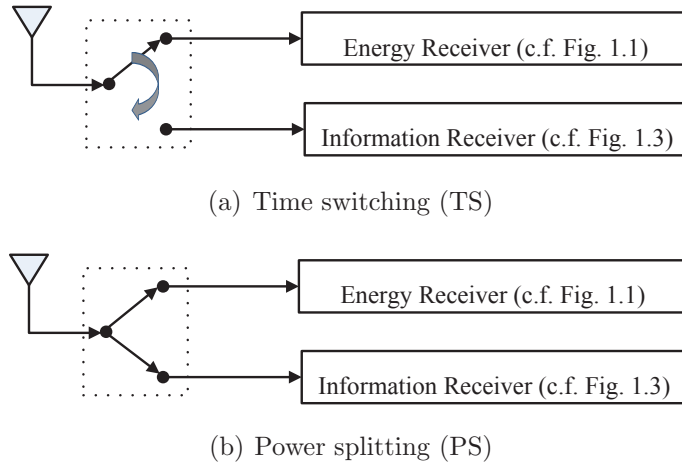 Energy Receiver (c.f. Fig. 1.1)
Information Receiver (c.f. Fig. 1.3)
(a) Time switching (TS)
Energy Receiver (c.f. Fig. 1.1)
Information Receiver (c.f. Fig. 1.3)
(b) Power splitting (PS)